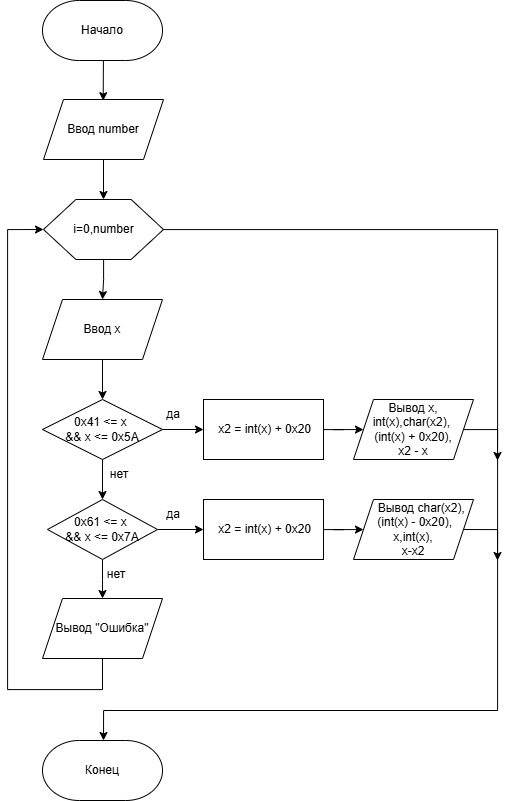 Начало
Ввод number
i=0,number
Ввод x
0x41 <= x
&& x <= 0x5A
да
x2 = int(x) + 0x20
Вывод x,
int(x),char(x2),
(int(x) + 0x20),
x2 - x
нет
0x61 <= x
&& x <= 0x7A
да
x2 = int(x) + 0x20
Вывод char(x2),
(int(x) - 0x20),
x,int(x),
x-x2
нет
Вывод "Ошибка"
Конец